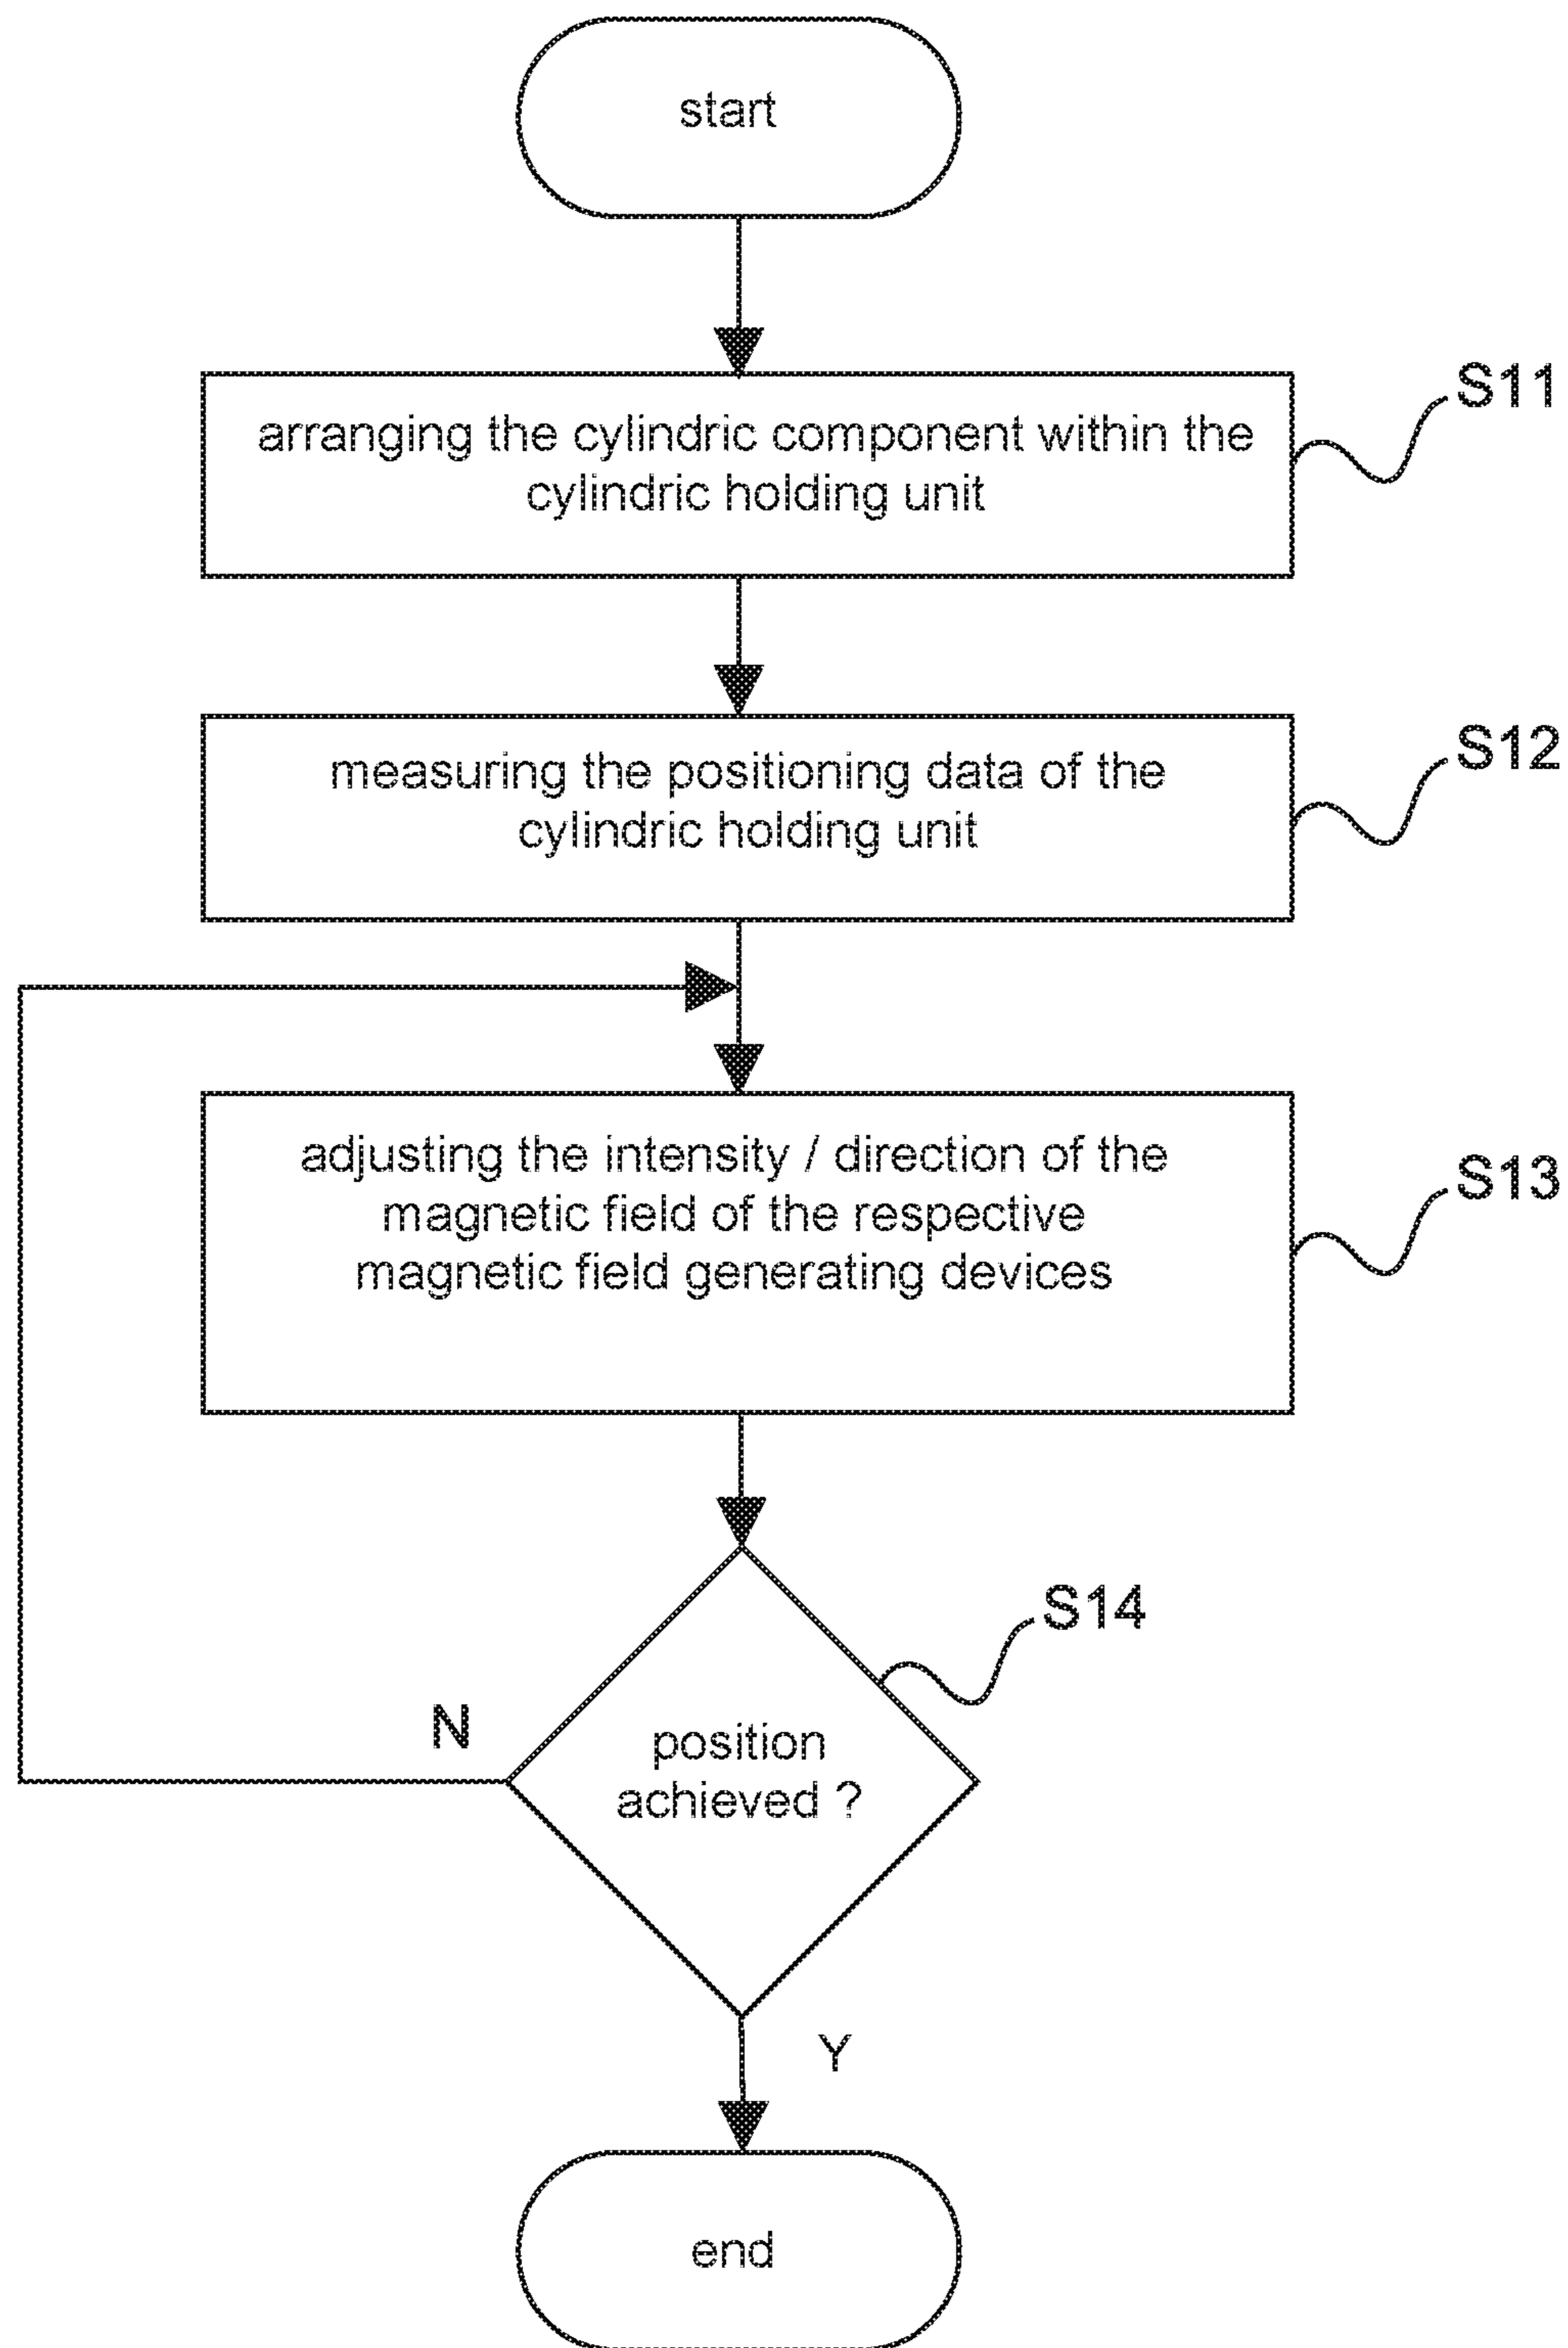 start
arranging the cylindric component within the
cylindric holding unit
S11
measuring the positioning data of the
cylindric holding unit
S12
adjusting the intensity / direction of the
magnetic field of the respective
magnetic field generating devices
S13
S14
N
position
achieved ?
Y
end